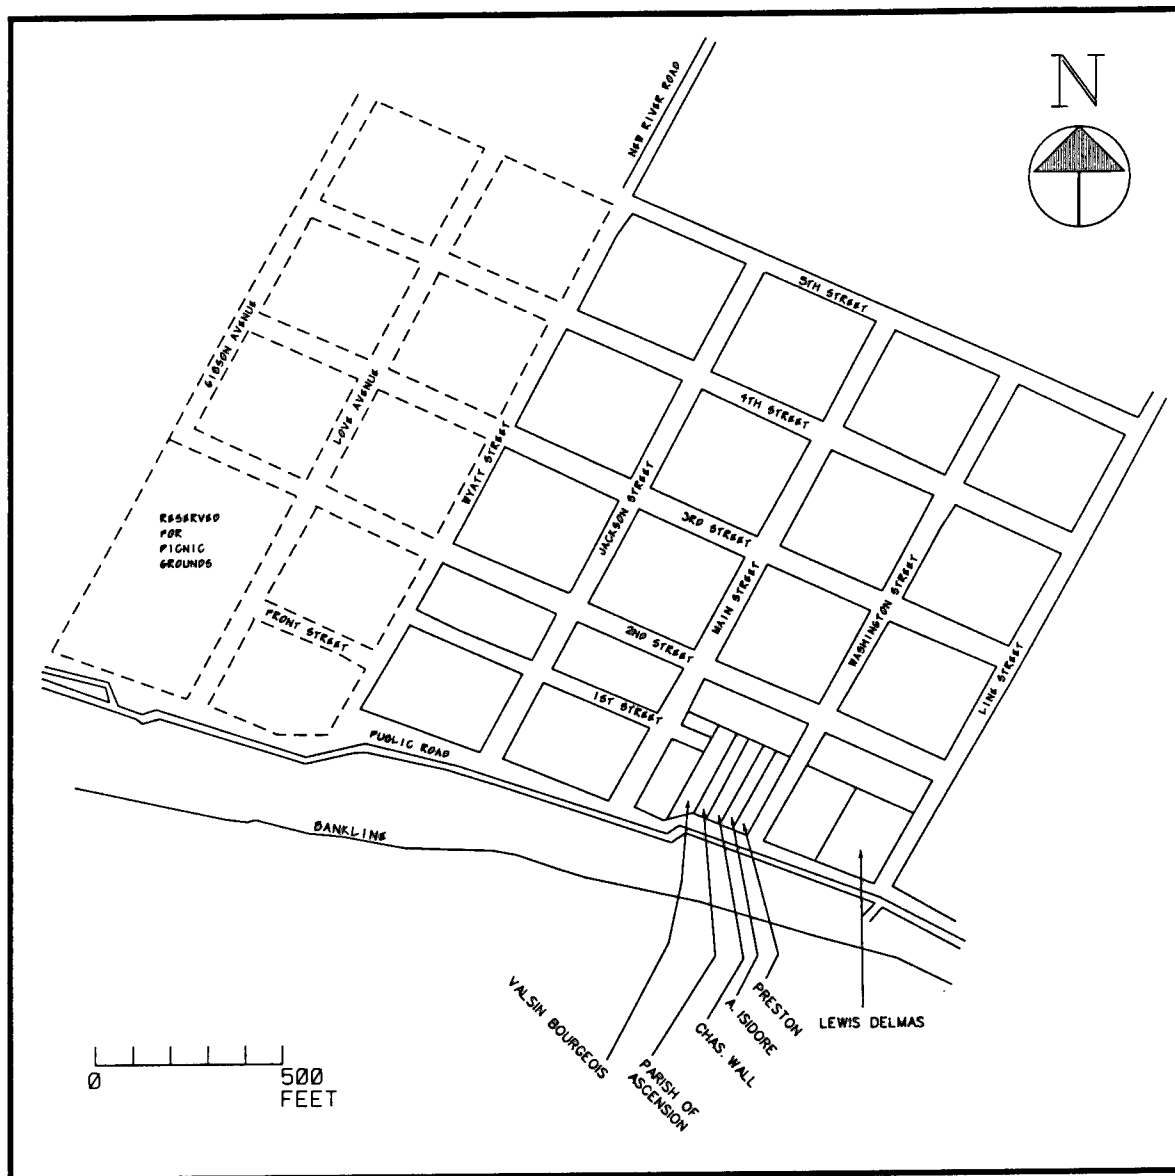 N
NEW RIVER ROAD
5TH STREET
GIBSON AVENUE
LOVE AVENUE
4TH STREET
WYATT STREET
JACKSON STREET
3RD STREET
RESERVED
FOR
PICNIC
GROUNDS
MAIN STREET
WASHINGTON STREET
FRONT STREET
2ND STREET
LINE STREET
1ST STREET
PUBLIC ROAD
BANKLINE
VALSIN BOURGEOIS
PARISH OF
ASCENSION
CHAS. WALL
A. ISIDORE
PRESTON
LEWIS DELMAS
0 500
FEET